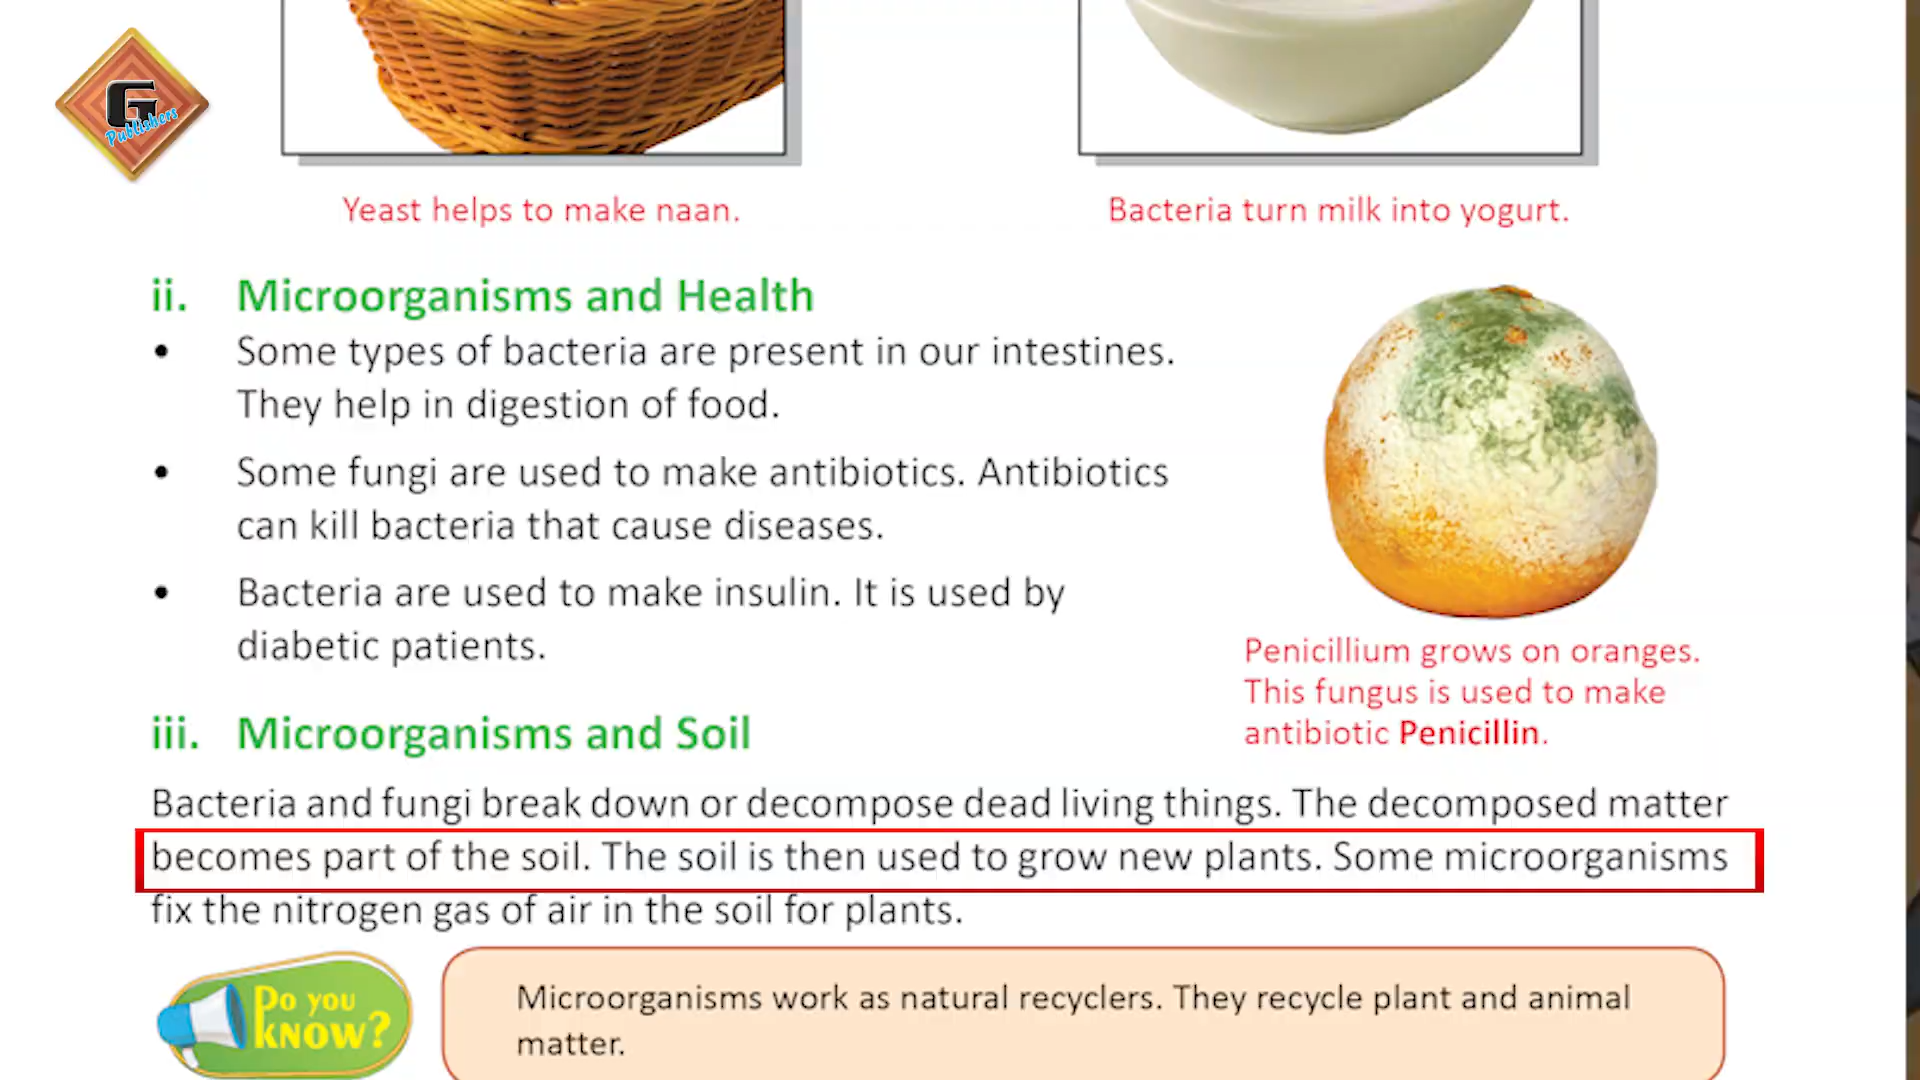 G
Publishers
Yeast helps to make naan.
Bacteria turn milk into yogurt.
ii. Microorganisms and Health
• Some types of bacteria are present in our intestines.
They help in digestion of food.
• Some fungi are used to make antibiotics. Antibiotics
can kill bacteria that cause diseases.
• Bacteria are used to make insulin. It is used by
diabetic patients.
Penicillium grows on oranges.
This fungus is used to make
antibiotic Penicillin.
iii. Microorganisms and Soil
Bacteria and fungi break down or decompose dead living things. The decomposed matter
becomes part of the soil. The soil is then used to grow new plants. Some microorganisms
fix the nitrogen gas of air in the soil for plants.
Do you
KNOW?
Microorganisms work as natural recyclers. They recycle plant and animal
matter.